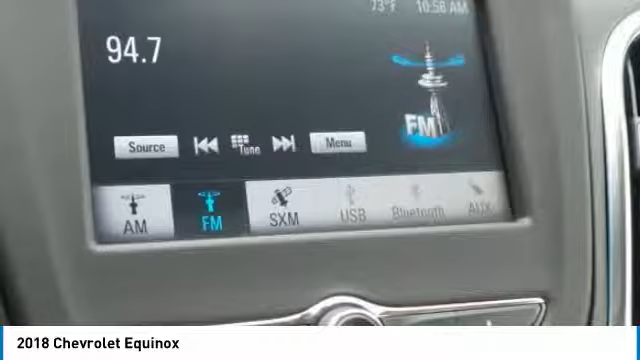 73°F 10:56 AM
94.7
FM
Source Tune Menu
AM FM SXM USB Bluetooth AUX
2018 Chevrolet Equinox